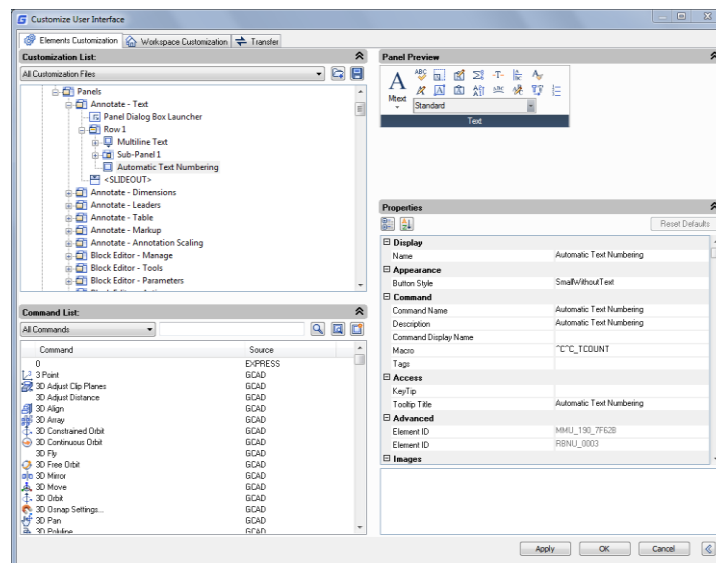 Customize User Interface
Elements Customization
Workspace Customization
Transfer
Customization List:
All Customization Files
Panels
Annotate - Text
Panel Dialog Box Launcher
Row 1
Multiline Text
Sub-Panel 1
Automatic Text Numbering
<SLIDEOUT>
Annotate - Dimensions
Annotate - Leaders
Annotate - Table
Annotate - Markup
Annotate - Annotation Scaling
Block Editor - Manage
Block Editor - Tools
Block Editor - Parameters
Command List:
All Commands
Command Source
0 EXPRESS
3 Point GCAD
3D Adjust Clip Planes GCAD
3D Adjust Distance GCAD
3D Align GCAD
3D Array GCAD
3D Constrained Orbit GCAD
3D Continuous Orbit GCAD
3D Fly GCAD
3D Free Orbit GCAD
3D Mirror GCAD
3D Move GCAD
3D Orbit GCAD
3D Osnap Settings... GCAD
3D Pan GCAD
3D Polyline GCAD
Panel Preview
Mtext
Standard
Text
Properties
Reset Defaults
Display
Name Automatic Text Numbering
Appearance
Button Style SmallWithoutText
Command
Command Name Automatic Text Numbering
Description Automatic Text Numbering
Command Display Name
Macro ^C^C_TCOUNT
Tags
Access
KeyTip
Tooltip Title Automatic Text Numbering
Advanced
Element ID MMU_190_7F62B
Element ID RBNU_0003
Images
Apply
OK
Cancel